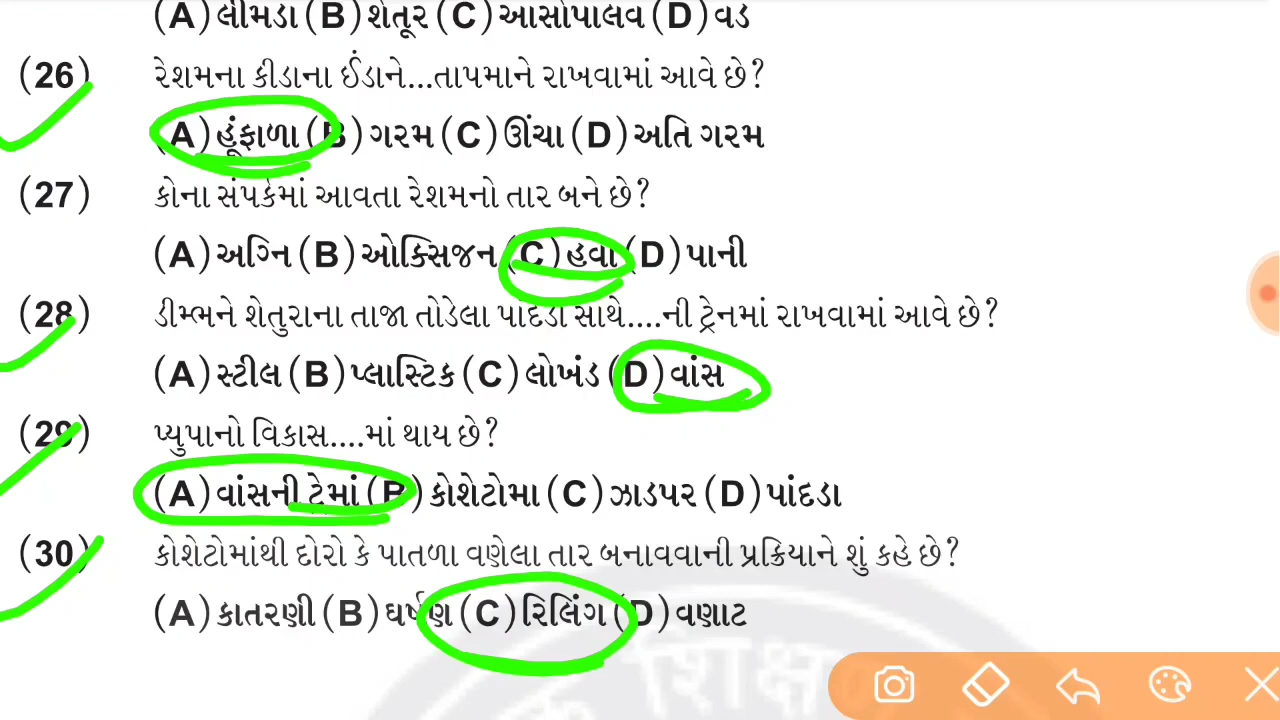 (A) લીમડા (B) શેતૂર (C) આસોપાલવ (D) વડ
(26) રેશમના કીડાના ઈંડાને...તાપમાને રાખવામાં આવે છે?
(A) હૂંફાળા (B) ગરમ (C) ઊંચા (D) અતિ ગરમ
(27) કોના સંપર્કમાં આવતા રેશમનો તાર બને છે?
(A) અગ્નિ (B) ઓક્સિજન (C) હવા (D) પાની
(28) ડીમ્ભને શેતુરાના તાજા તોડેલા પાંદડા સાથે....ની ટ્રેનમાં રાખવામાં આવે છે?
(A) સ્ટીલ (B) પ્લાસ્ટિક (C) લોખંડ (D) વાંસ
(29) પ્યુપાનો વિકાસ....માં થાય છે?
(A) વાંસની ટ્રેમાં (B) કોશેટોમા (C) ઝાડપર (D) પાંદડા
(30) કોશેટોમાંથી દોરો કે પાતળા વણેલા તાર બનાવવાની પ્રક્રિયાને શું કહે છે?
(A) કાતરણી (B) ઘર્ષણ (C) રિલિંગ (D) વણાટ